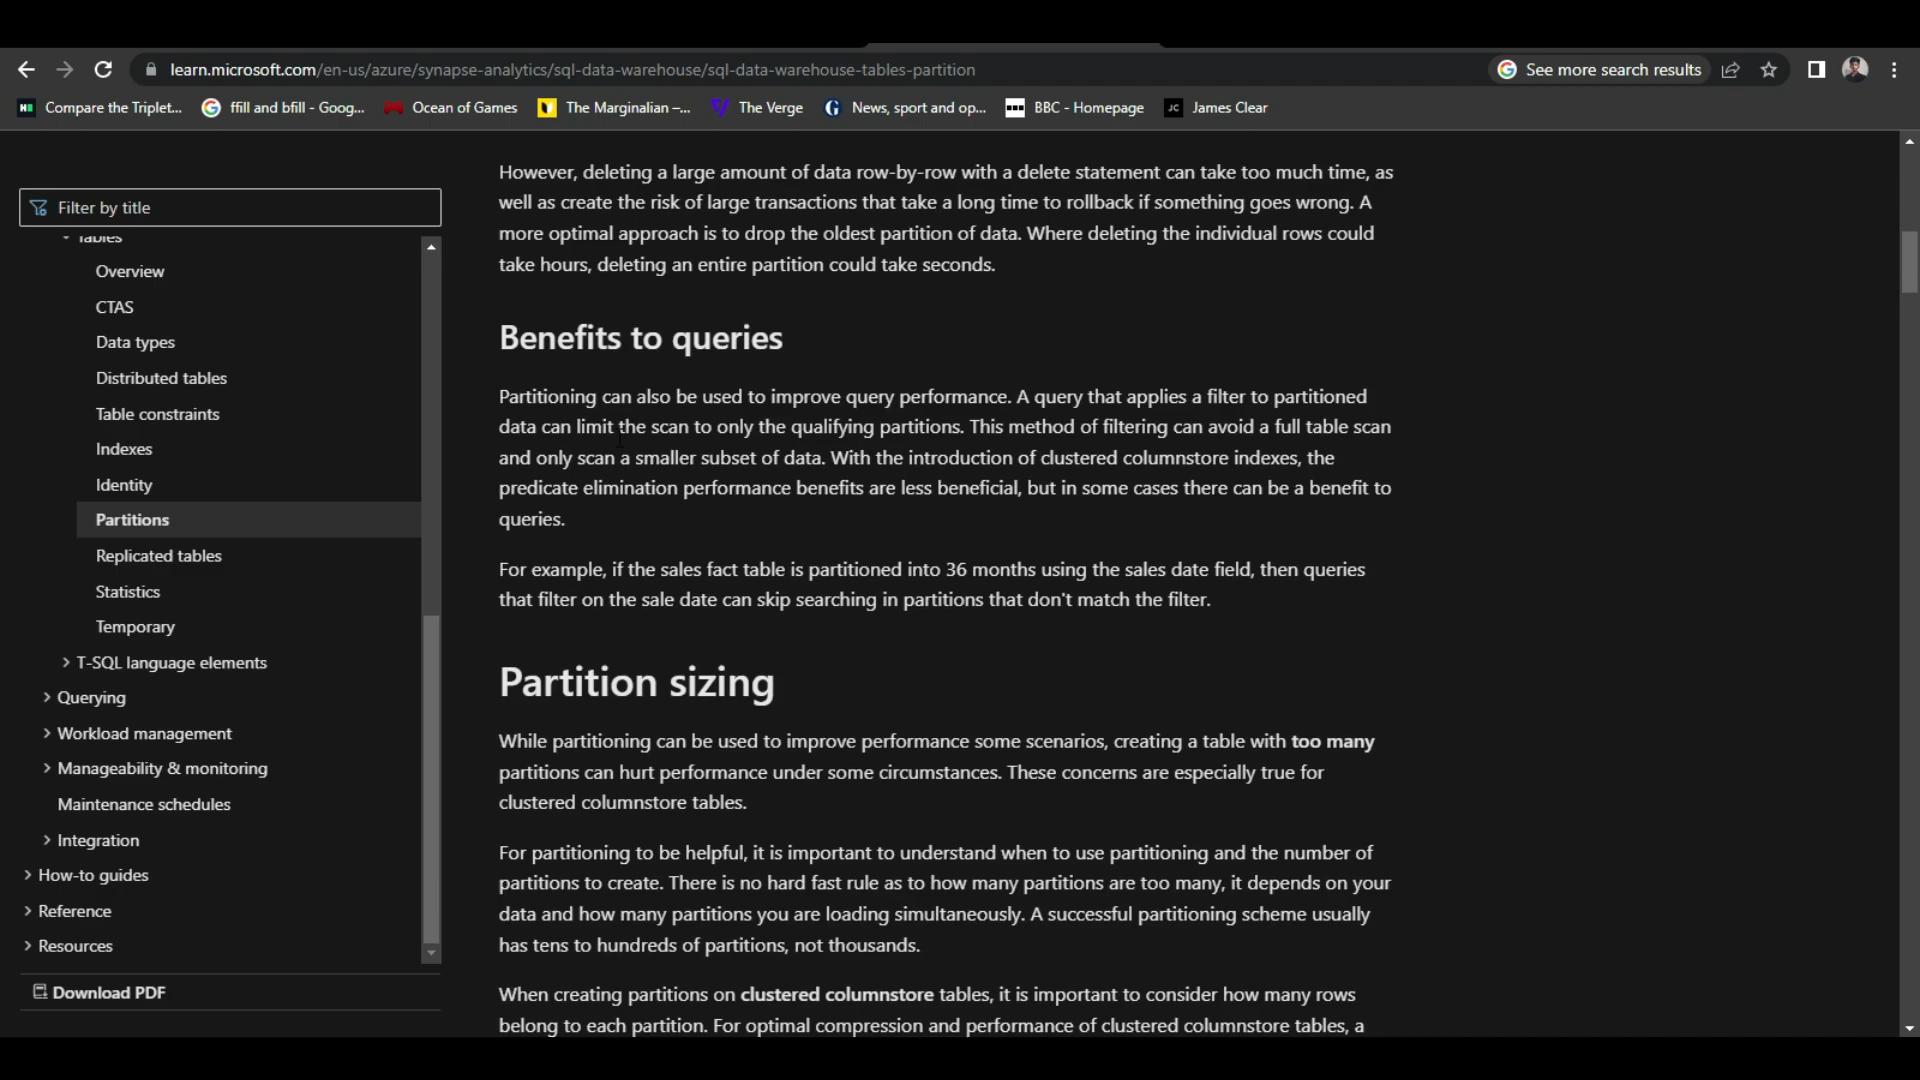 learn.microsoft.com/en-us/azure/synapse-analytics/sql-data-warehouse/sql-data-warehouse-tables-partition
See more search results
Compare the Triplet...
ffill and bfill - Goog...
Ocean of Games
The Marginalian –...
The Verge
News, sport and op...
BBC - Homepage
JC
James Clear
Filter by title
Tables
Overview
CTAS
Data types
Distributed tables
Table constraints
Indexes
Identity
Partitions
Replicated tables
Statistics
Temporary
T-SQL language elements
Querying
Workload management
Manageability & monitoring
Maintenance schedules
Integration
How-to guides
Reference
Resources
Download PDF
However, deleting a large amount of data row-by-row with a delete statement can take too much time, as
well as create the risk of large transactions that take a long time to rollback if something goes wrong. A
more optimal approach is to drop the oldest partition of data. Where deleting the individual rows could
take hours, deleting an entire partition could take seconds.
Benefits to queries
Partitioning can also be used to improve query performance. A query that applies a filter to partitioned
data can limit the scan to only the qualifying partitions. This method of filtering can avoid a full table scan
and only scan a smaller subset of data. With the introduction of clustered columnstore indexes, the
predicate elimination performance benefits are less beneficial, but in some cases there can be a benefit to
queries.
For example, if the sales fact table is partitioned into 36 months using the sales date field, then queries
that filter on the sale date can skip searching in partitions that don't match the filter.
Partition sizing
While partitioning can be used to improve performance some scenarios, creating a table with too many
partitions can hurt performance under some circumstances. These concerns are especially true for
clustered columnstore tables.
For partitioning to be helpful, it is important to understand when to use partitioning and the number of
partitions to create. There is no hard fast rule as to how many partitions are too many, it depends on your
data and how many partitions you are loading simultaneously. A successful partitioning scheme usually
has tens to hundreds of partitions, not thousands.
When creating partitions on clustered columnstore tables, it is important to consider how many rows
belong to each partition. For optimal compression and performance of clustered columnstore tables, a